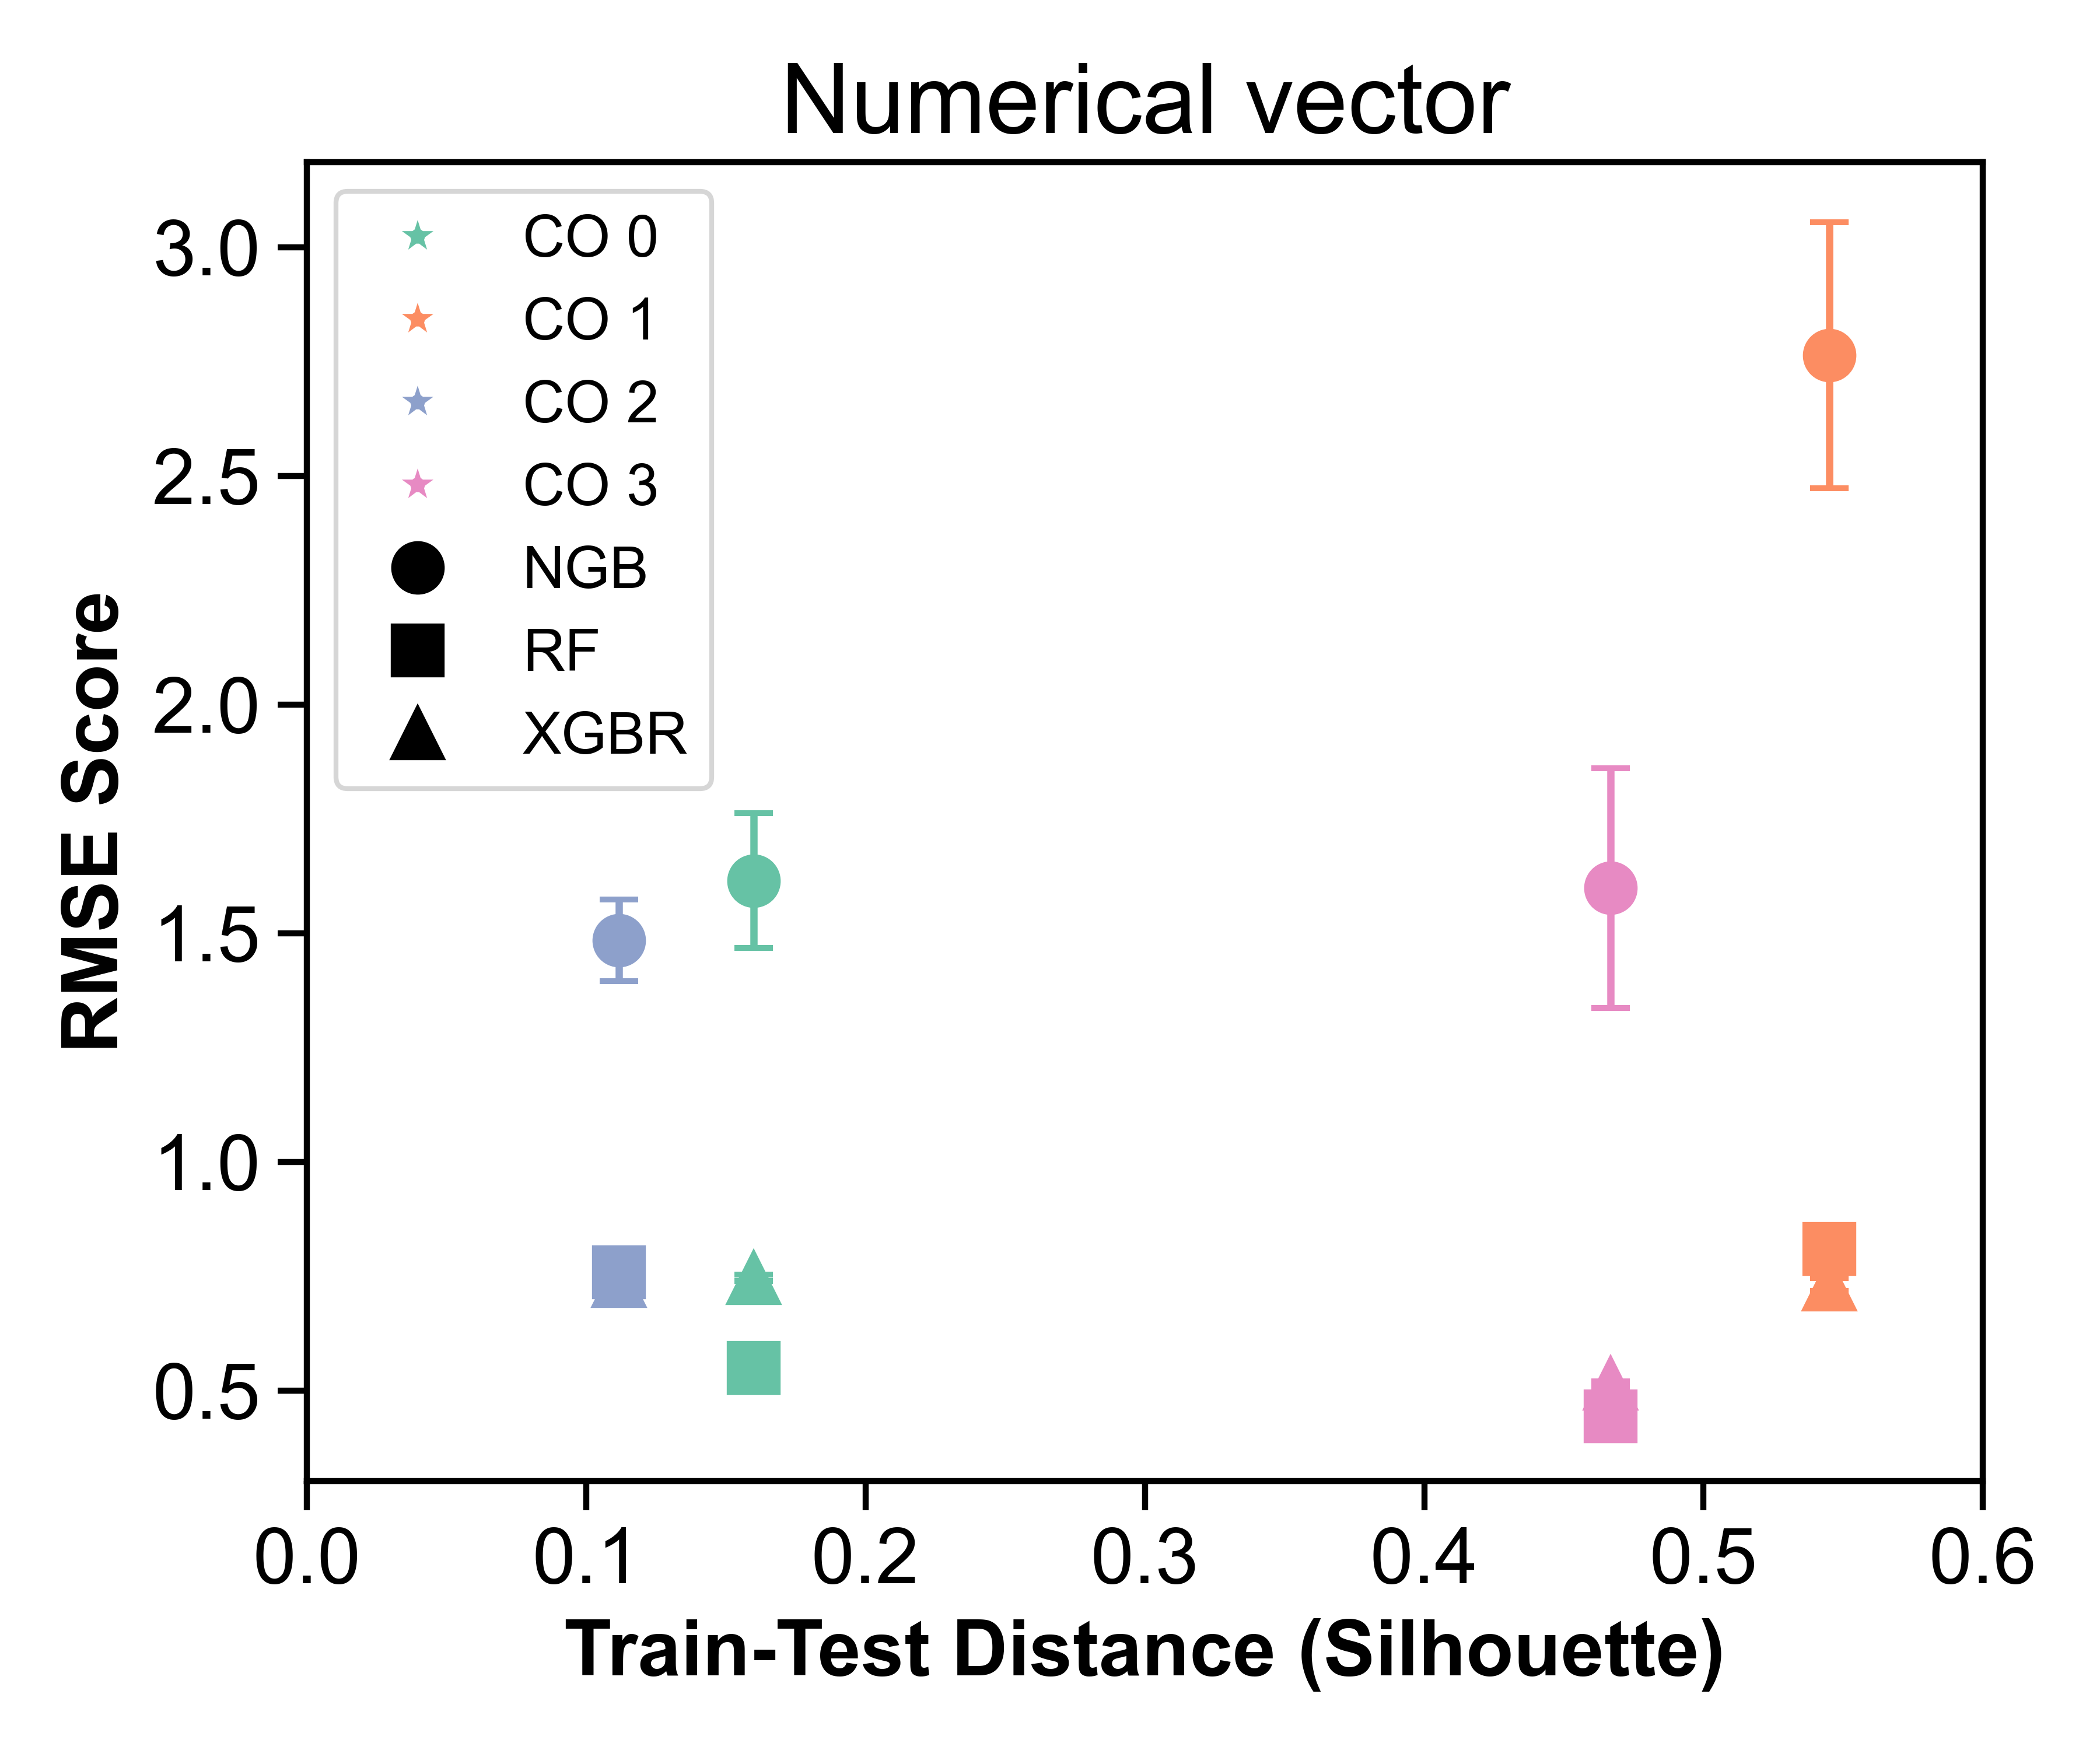 Numerical vector
CO 0
CO 1
CO 2
CO 3
NGB
RF
XGBR
RMSE Score
3.0
2.5
2.0
1.5
1.0
0.5
0.0 0.1 0.2 0.3 0.4 0.5 0.6
Train-Test Distance (Silhouette)